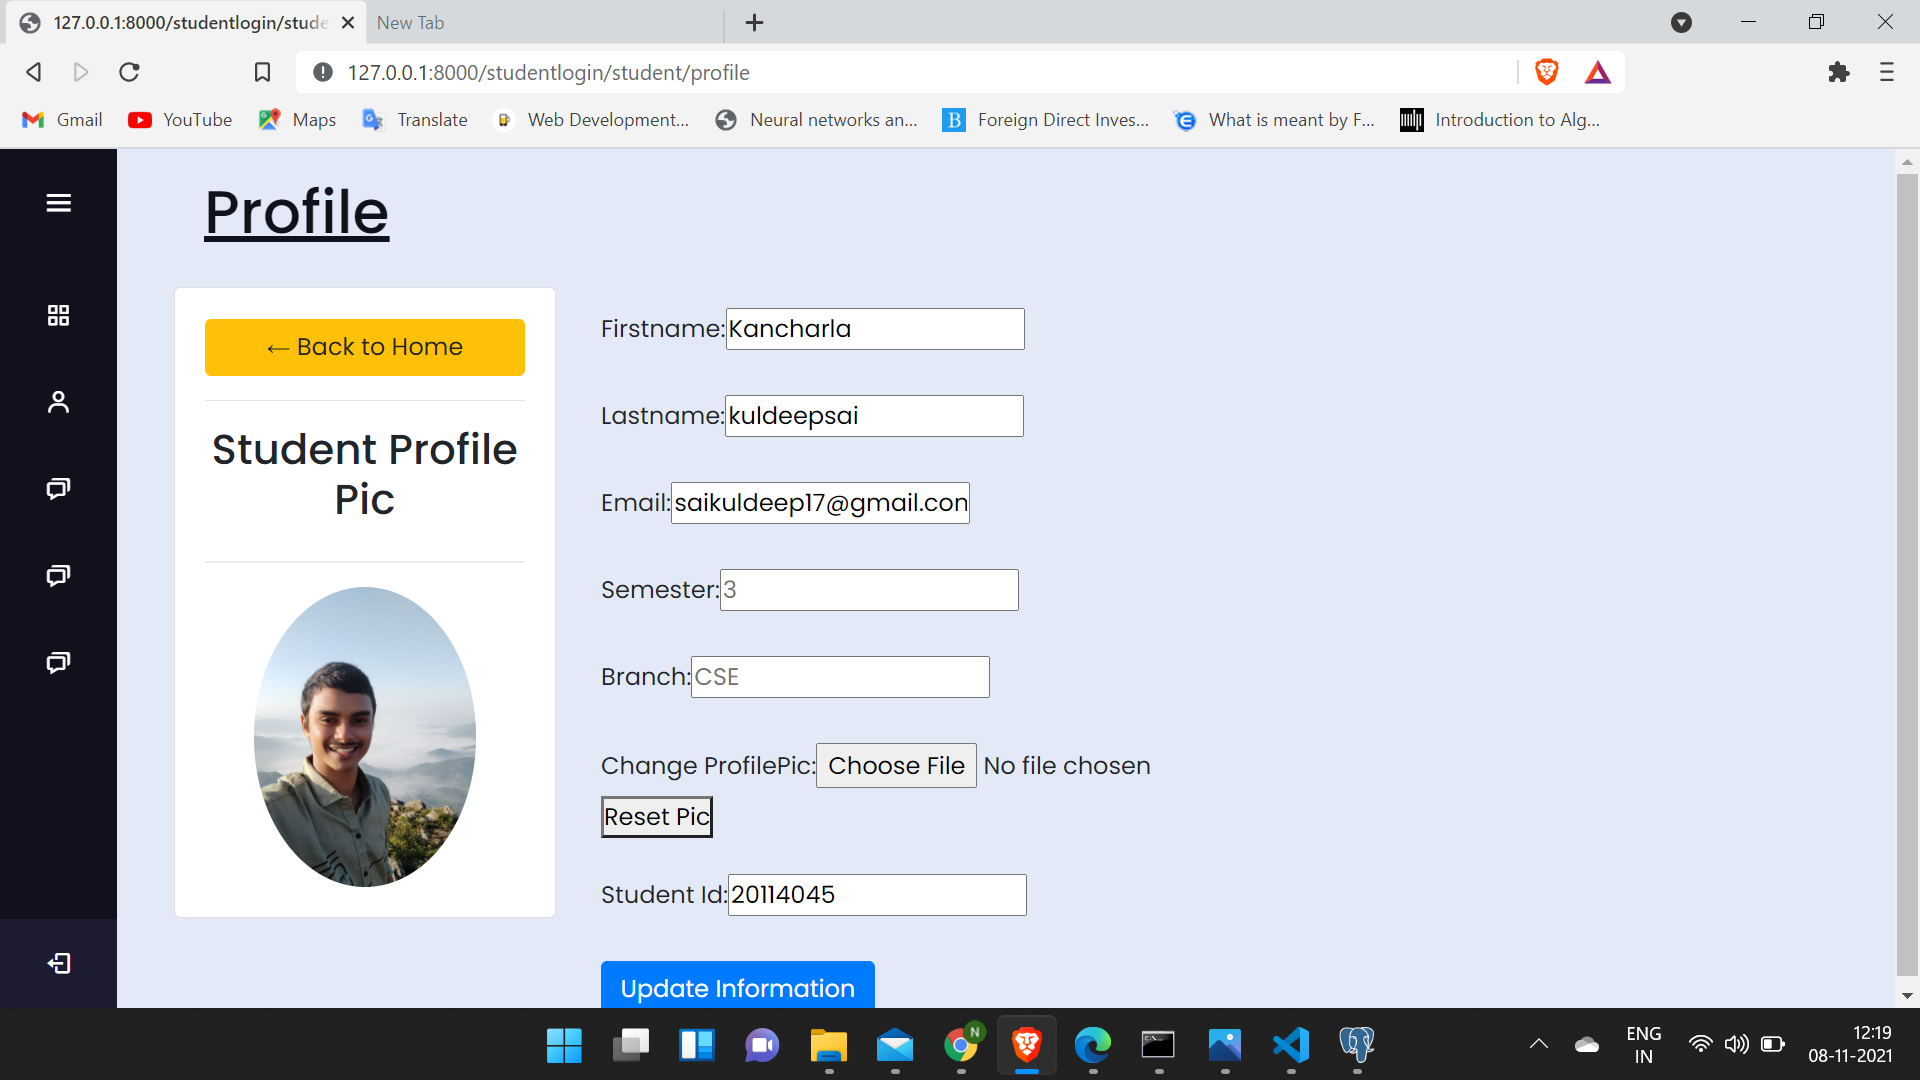 127.0.0.1:8000/studentlogin/stude
New Tab
127.0.0.1:8000/studentlogin/student/profile
Gmail
YouTube
Maps
Translate
Web Development...
Neural networks an...
B
Foreign Direct Inves...
What is meant by F...
Introduction to Alg...
Profile
← Back to Home
Student Profile
Pic
Firstname:
Kancharla
Lastname:
kuldeepsai
Email:
saikuldeep17@gmail.con
Semester:
3
Branch:
CSE
Change ProfilePic:
Choose File
No file chosen
Reset Pic
Student Id:
20114045
Update Information
N
ENG
IN
12:19
08-11-2021